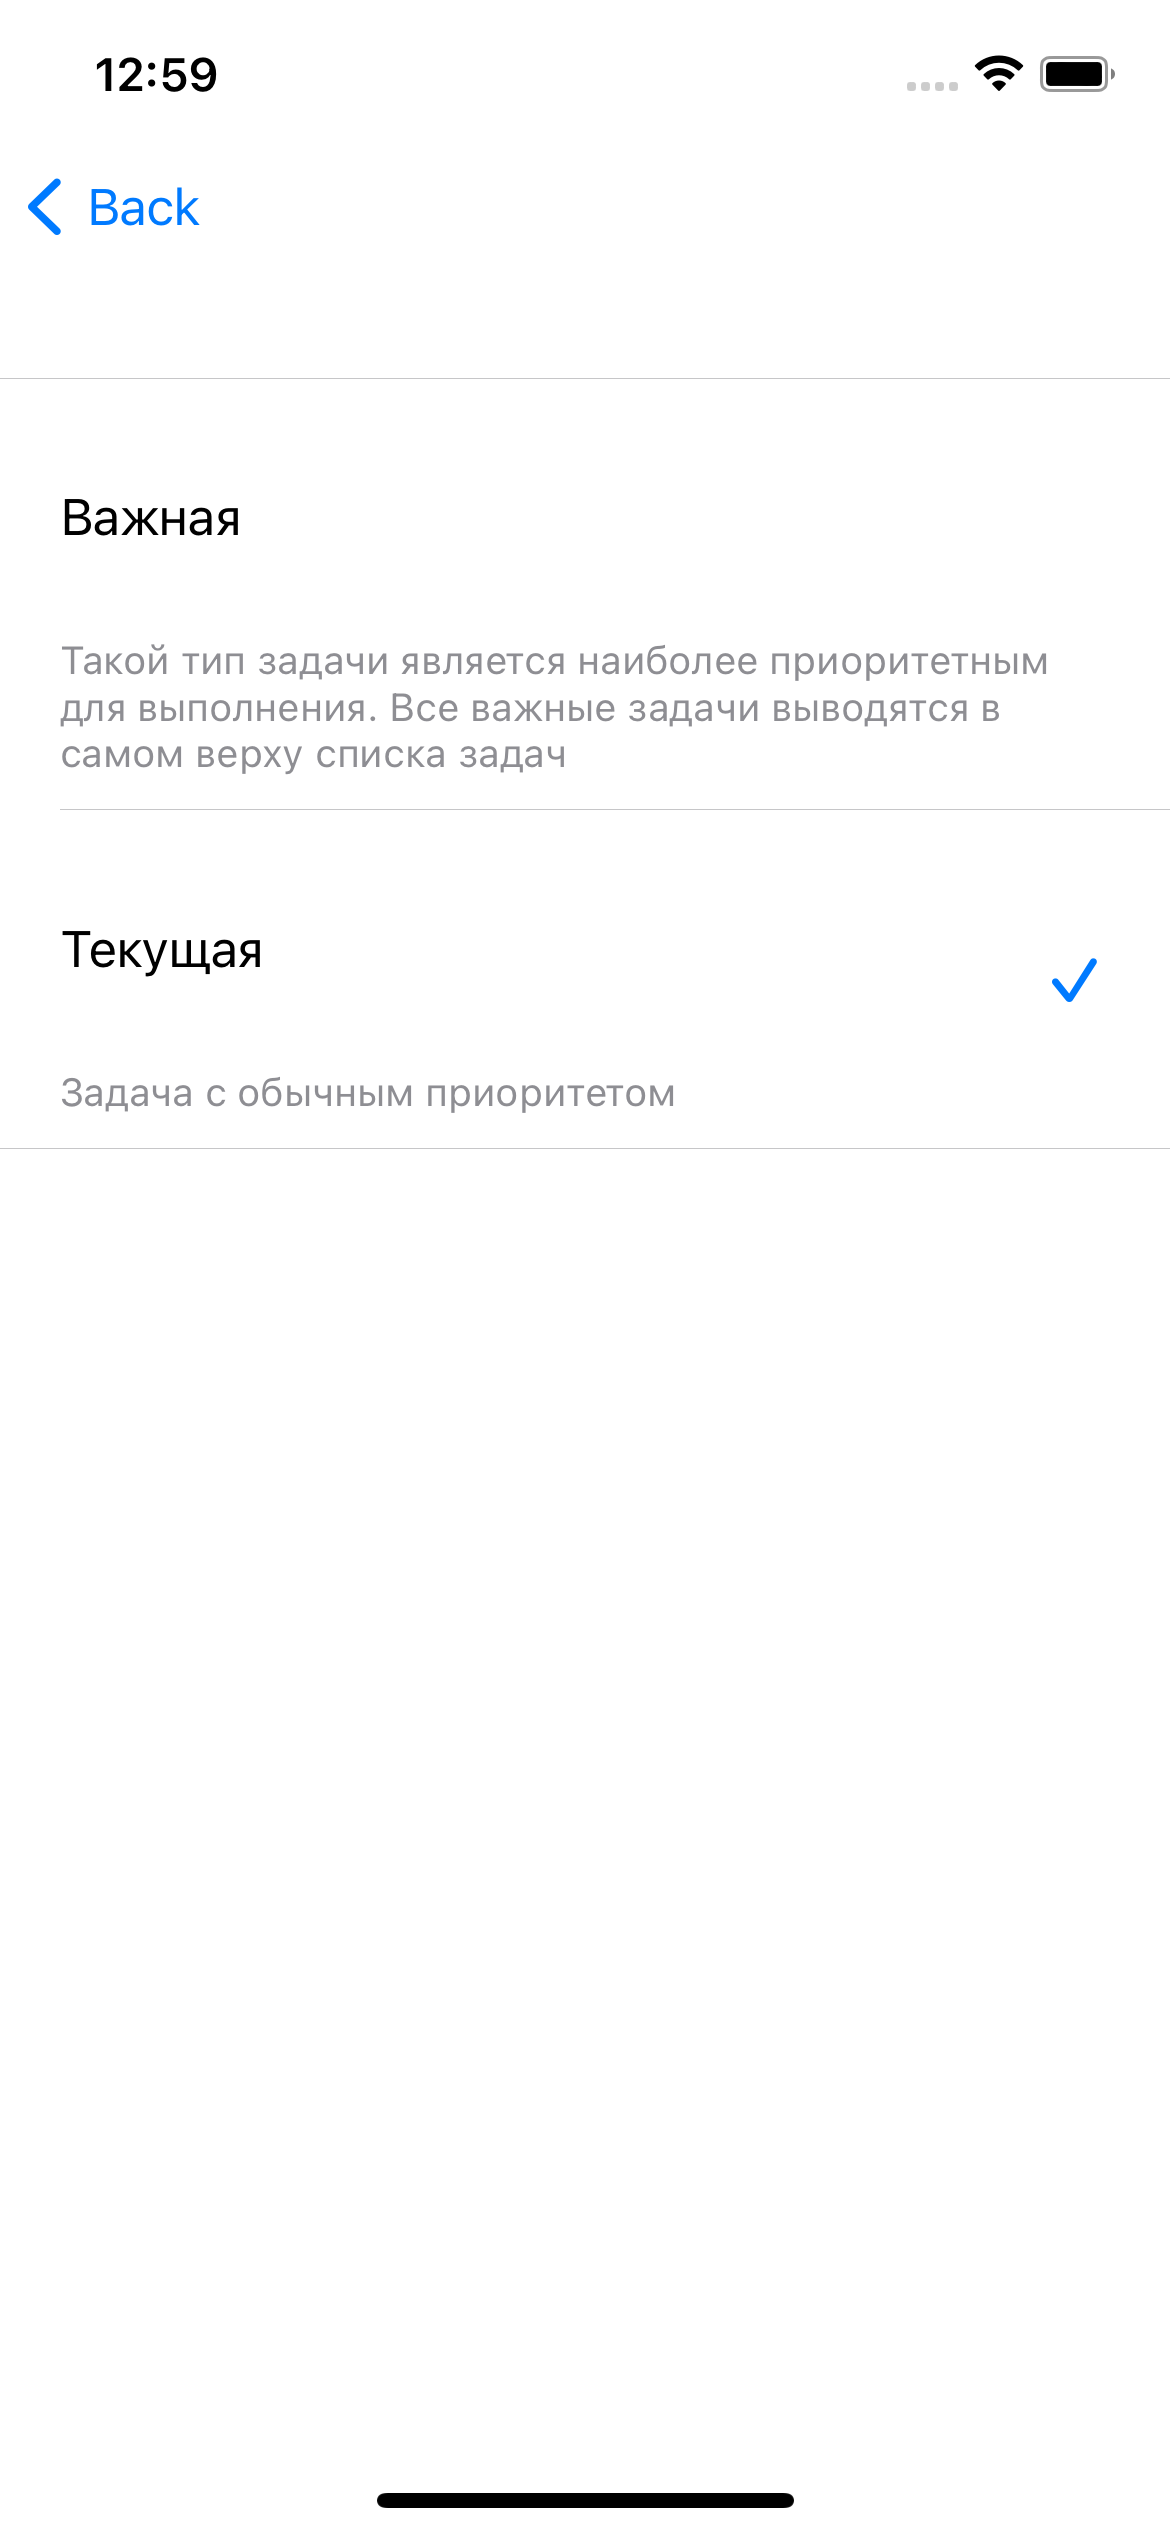 12:59
Back
Важная
Такой тип задачи является наиболее приоритетным
для выполнения. Все важные задачи выводятся в
самом верху списка задач
Текущая
Задача с обычным приоритетом